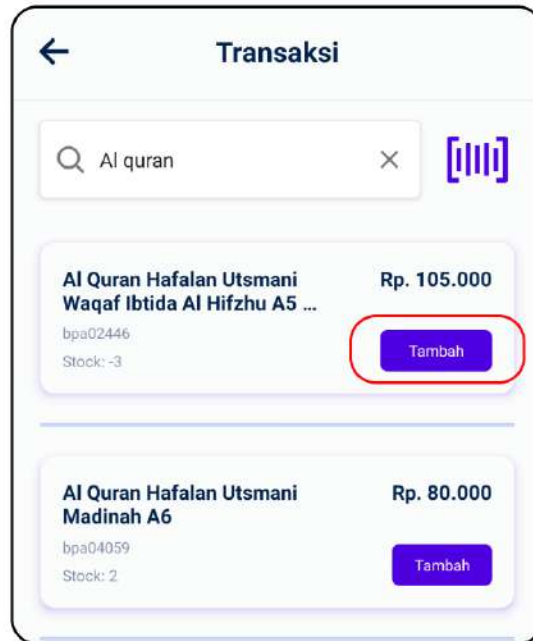 Transaksi
Al quran
Al Quran Hafalan Utsmani
Waqaf Ibtida Al Hifzhu A5 ...
Rp. 105.000
bpa02446
Stock: -3
Tambah
Al Quran Hafalan Utsmani
Madinah A6
Rp. 80.000
bpa04059
Stock: 2
Tambah